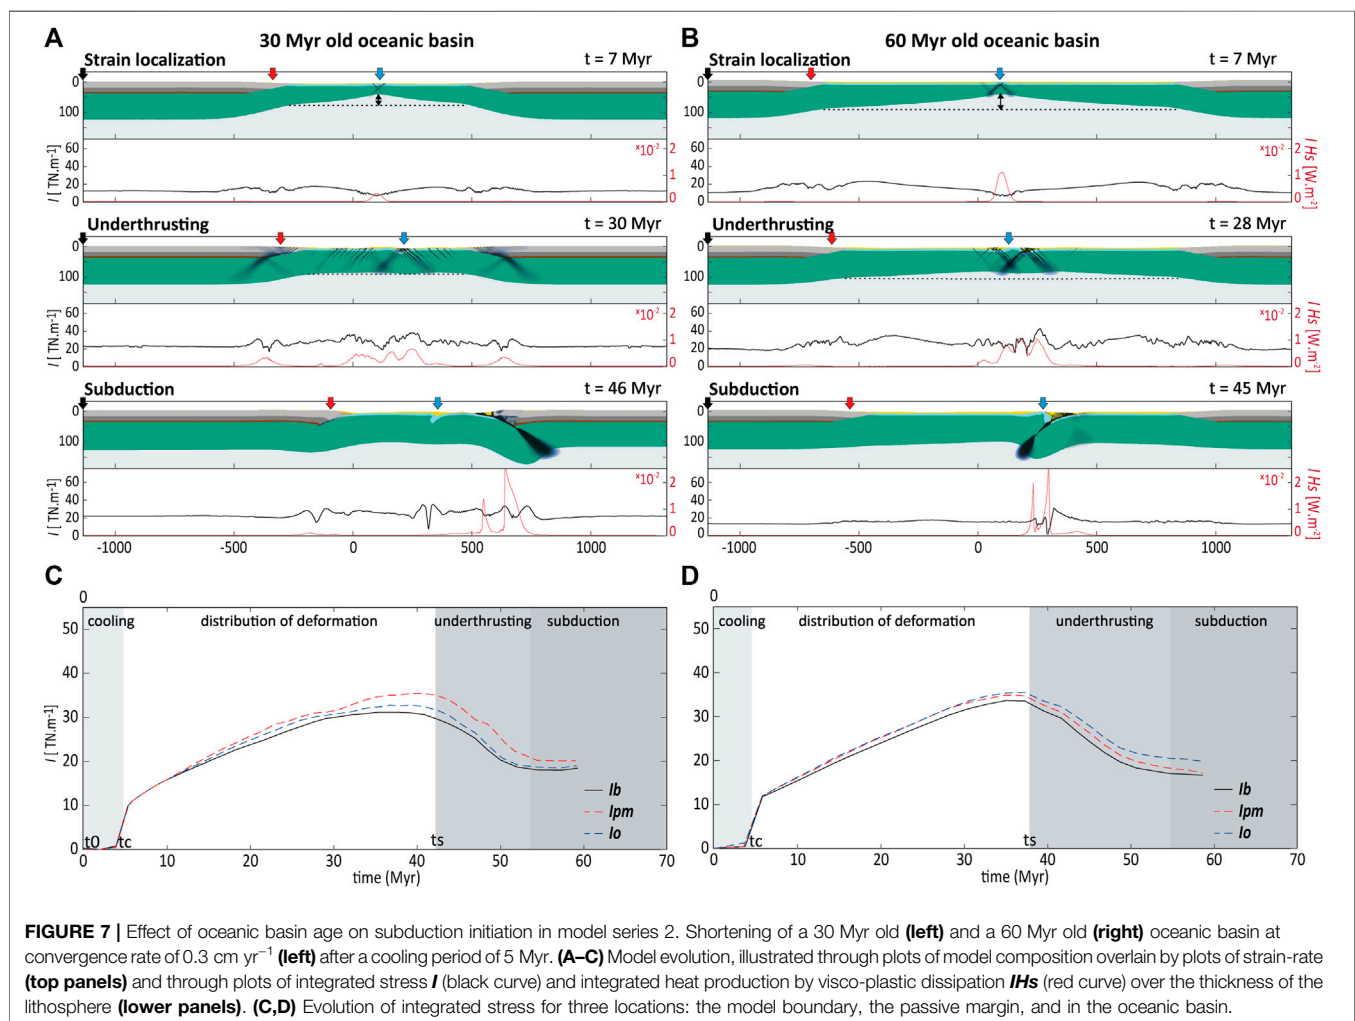 A
30 Myr old oceanic basin
Strain localization
t = 7 Myr
0
100
60
40
20
0
I [ TN.m⁻¹]
x10⁻²
2
1
0
Underthrusting
t = 30 Myr
0
100
60
40
20
0
I [ TN.m⁻¹]
x10⁻²
2
1
0
Subduction
t = 46 Myr
0
100
60
40
20
0
I [ TN.m⁻¹]
x10⁻²
2
1
0
-1000 -500 0 500 1000
B
60 Myr old oceanic basin
Strain localization
t = 7 Myr
0
100
60
40
20
0
x10⁻²
2
1
0
I Hs [W.m⁻²]
Underthrusting
t = 28 Myr
0
100
60
40
20
0
x10⁻²
2
1
0
I Hs [W.m⁻²]
Subduction
t = 45 Myr
0
100
60
40
20
0
x10⁻²
2
1
0
I Hs [W.m⁻²]
-1000 -500 0 500 1000
C
0
cooling distribution of deformation underthrusting subduction
50
40
30
20
10
0
I [ TN.m⁻¹]
Ib
Ipm
Io
t0 tc ts
0 10 20 30 40 50 60 70
time (Myr)
D
0
cooling distribution of deformation underthrusting subduction
50
40
30
20
10
0
I [ TN.m⁻¹]
Ib
Ipm
Io
tc ts
0 10 20 30 40 50 60 70
time (Myr)
FIGURE 7 | Effect of oceanic basin age on subduction initiation in model series 2. Shortening of a 30 Myr old (left) and a 60 Myr old (right) oceanic basin at
convergence rate of 0.3 cm yr⁻¹ (left) after a cooling period of 5 Myr. (A–C) Model evolution, illustrated through plots of model composition overlain by plots of strain-rate
(top panels) and through plots of integrated stress I (black curve) and integrated heat production by visco-plastic dissipation IHs (red curve) over the thickness of the
lithosphere (lower panels). (C,D) Evolution of integrated stress for three locations: the model boundary, the passive margin, and in the oceanic basin.